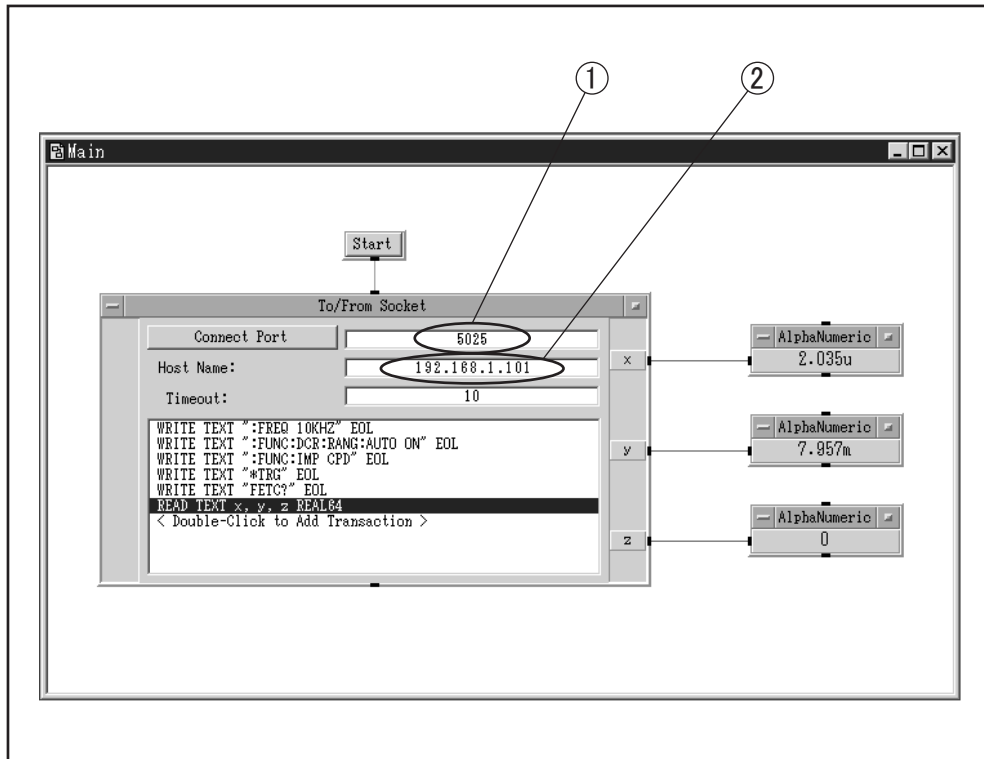 ① ②
Main
Start
To/From Socket
Connect Port 5025
Host Name: 192.168.1.101
Timeout: 10
WRITE TEXT ":FREQ 10KHZ" EOL
WRITE TEXT ":FUNC:DCR:RANG:AUTO ON" EOL
WRITE TEXT ":FUNC:IMP CPD" EOL
WRITE TEXT "*TRG" EOL
WRITE TEXT "FETC?" EOL
READ TEXT x, y, z REAL64
< Double-Click to Add Transaction >
x
y
z
AlphaNumeric
2.035u
AlphaNumeric
7.957m
AlphaNumeric
0